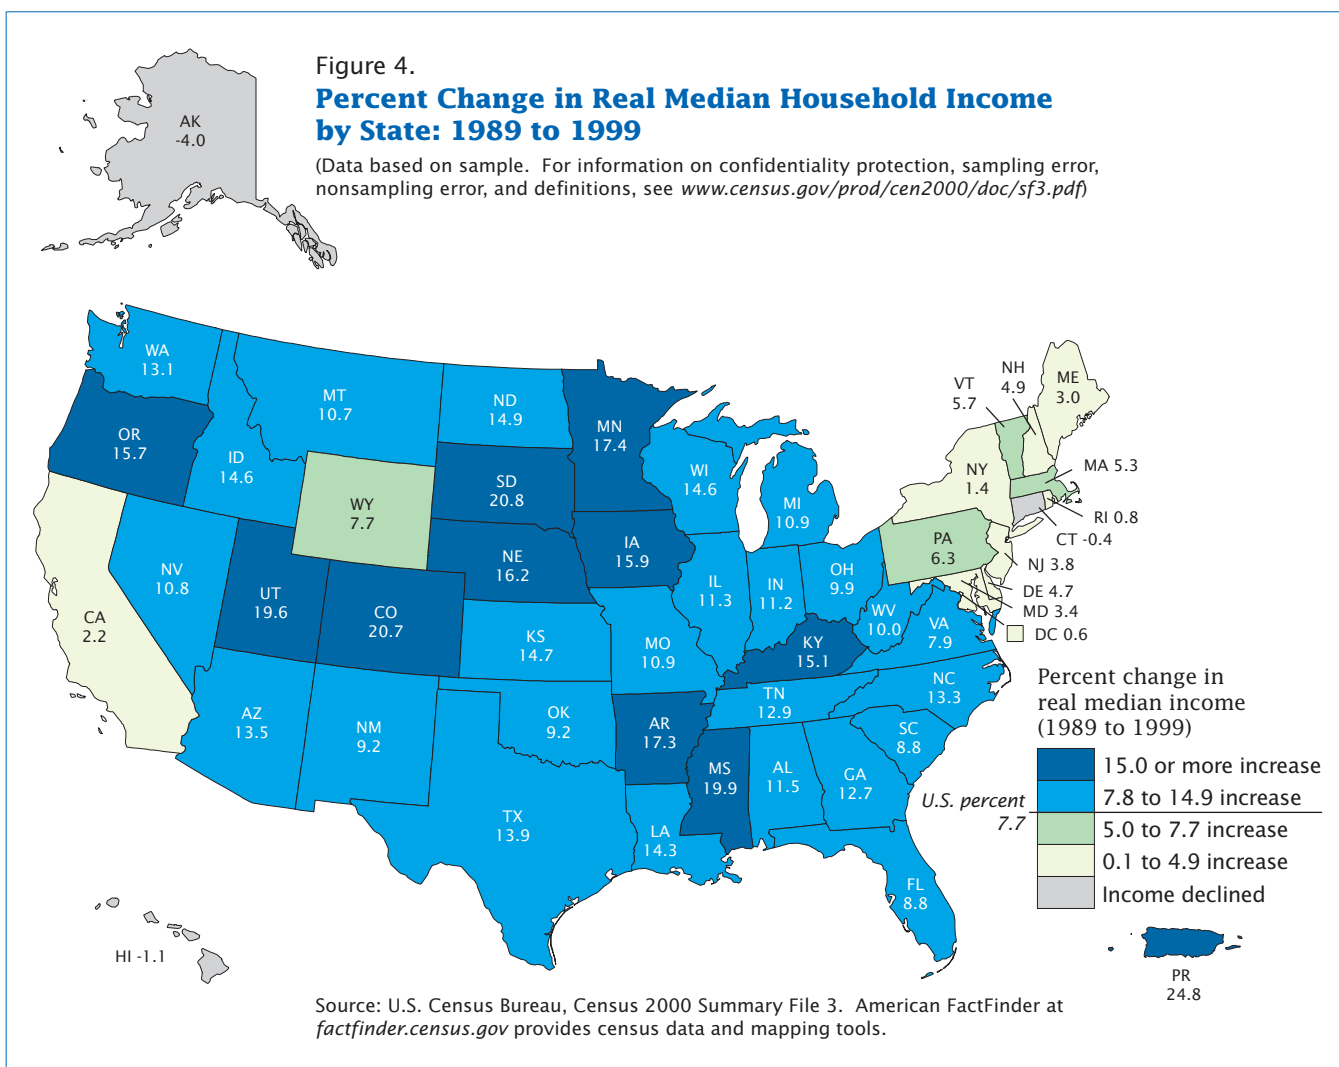 Figure 4.
Percent Change in Real Median Household Income
by State: 1989 to 1999
(Data based on sample.  For information on confidentiality protection, sampling error,
nonsampling error, and definitions, see www.census.gov/prod/cen2000/doc/sf3.pdf)
AK
-4.0
WA
13.1
OR
15.7
CA
2.2
NV
10.8
ID
14.6
MT
10.7
WY
7.7
UT
19.6
CO
20.7
AZ
13.5
NM
9.2
ND
14.9
SD
20.8
NE
16.2
KS
14.7
OK
9.2
TX
13.9
MN
17.4
IA
15.9
MO
10.9
AR
17.3
LA
14.3
WI
14.6
IL
11.3
MI
10.9
IN
11.2
OH
9.9
KY
15.1
TN
12.9
MS
19.9
AL
11.5
GA
12.7
FL
8.8
SC
8.8
NC
13.3
VA
7.9
WV
10.0
PA
6.3
NY
1.4
VT
5.7
NH
4.9
ME
3.0
MA 5.3
RI 0.8
CT -0.4
NJ 3.8
DE 4.7
MD 3.4
DC 0.6
HI -1.1
PR
24.8
Percent change in
real median income
(1989 to 1999)
15.0 or more increase
7.8 to 14.9 increase
U.S. percent
7.7
5.0 to 7.7 increase
0.1 to 4.9 increase
Income declined
Source: U.S. Census Bureau, Census 2000 Summary File 3.  American FactFinder at
factfinder.census.gov provides census data and mapping tools.